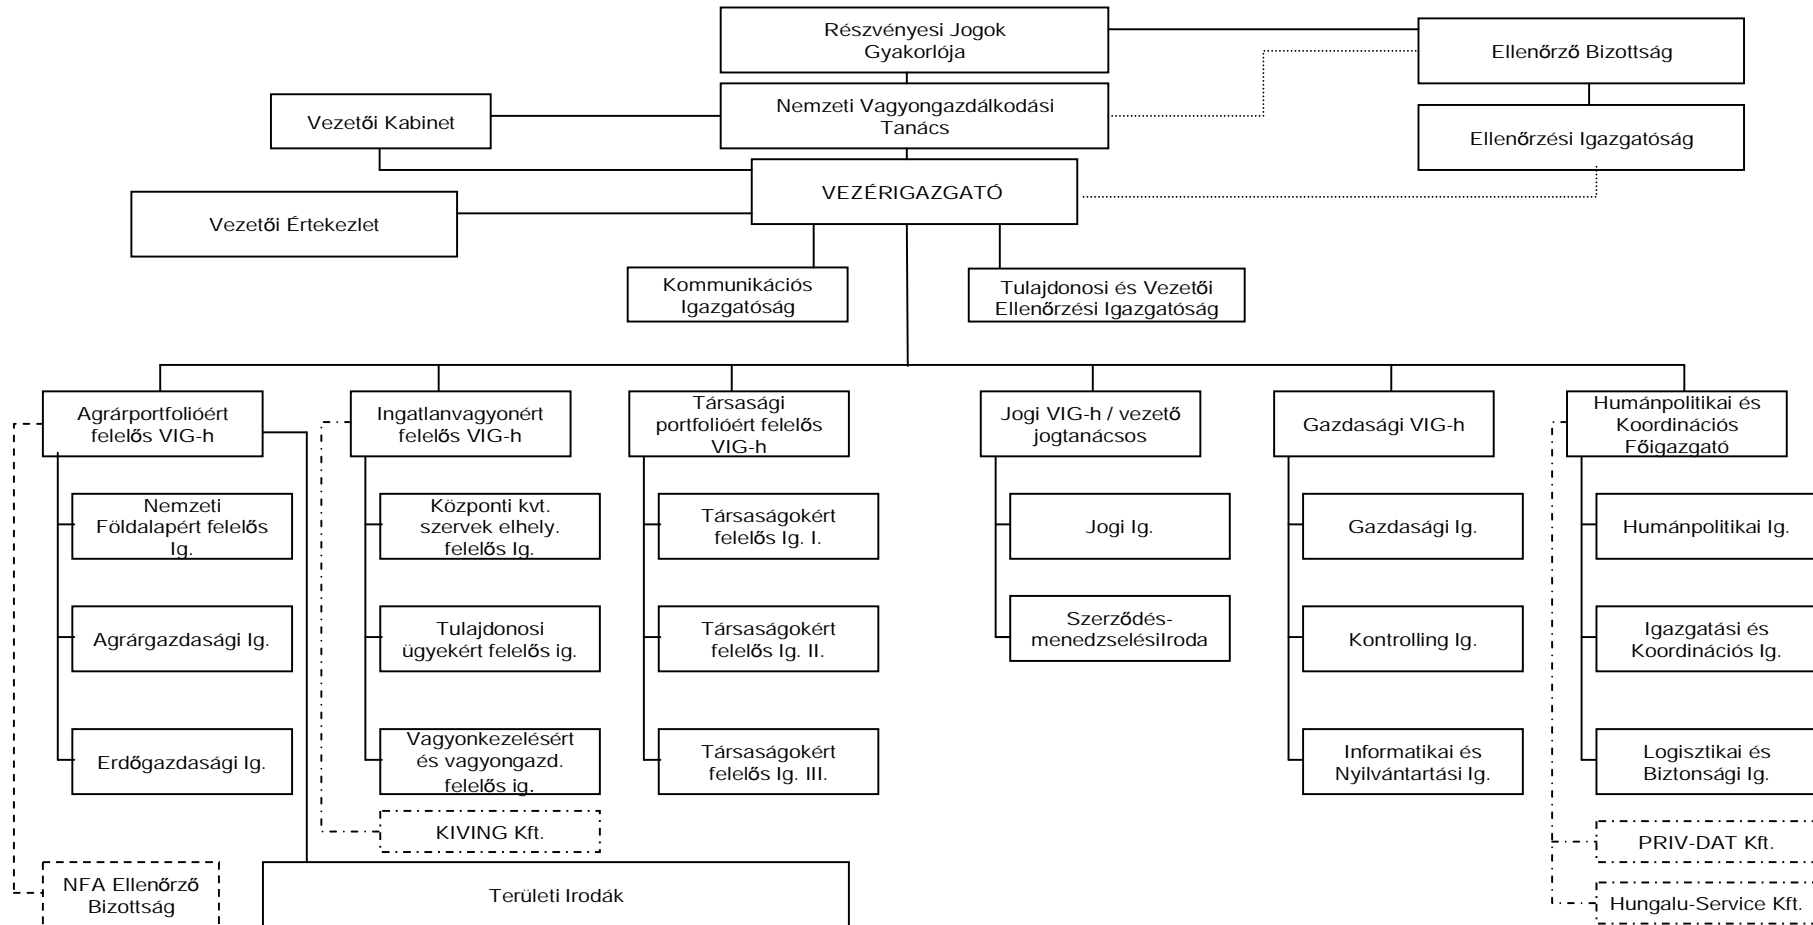 Részvényesi Jogok
Gyakorlója
Ellenőrző Bizottság
Vezetői Kabinet
Nemzeti Vagyongazdálkodási
Tanács
Ellenőrzési Igazgatóság
VEZÉRIGAZGATÓ
Vezetői Értekezlet
Kommunikációs
Igazgatóság
Tulajdonosi és Vezetői
Ellenőrzési Igazgatóság
Agrárportfolióért
felelős VIG-h
Ingatlanvagyonért
felelős VIG-h
Társasági
portfolióért felelős
VIG-h
Jogi VIG-h / vezető
jogtanácsos
Gazdasági VIG-h
Humánpolitikai és
Koordinációs
Főigazgató
Nemzeti
Földalapért felelős
Ig.
Központi kvt.
szervek elhely.
felelős Ig.
Társaságokért
felelős Ig. I.
Jogi Ig.
Gazdasági Ig.
Humánpolitikai Ig.
Agrárgazdasági Ig.
Tulajdonosi
ügyekért felelős ig.
Társaságokért
felelős Ig. II.
Szerződés-
menedzselésiIroda
Kontrolling Ig.
Igazgatási és
Koordinációs Ig.
Erdőgazdasági Ig.
Vagyonkezelésért
és vagyongazd.
felelős ig.
Társaságokért
felelős Ig. III.
Informatikai és
Nyilvántartási Ig.
Logisztikai és
Biztonsági Ig.
KIVING Kft.
PRIV-DAT Kft.
NFA Ellenőrző
Bizottság
Területi Irodák
Hungalu-Service Kft.